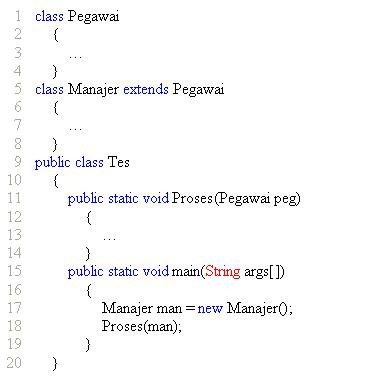 1 class Pegawai
2 {
3 ...
4 }
5 class Manajer extends Pegawai
6 {
7 ...
8 }
9 public class Tes
10 {
11 public static void Proses(Pegawai peg)
12 {
13 ...
14 }
15 public static void main(String args[])
16 {
17 Manajer man = new Manajer();
18 Proses(man);
19 }
20 }